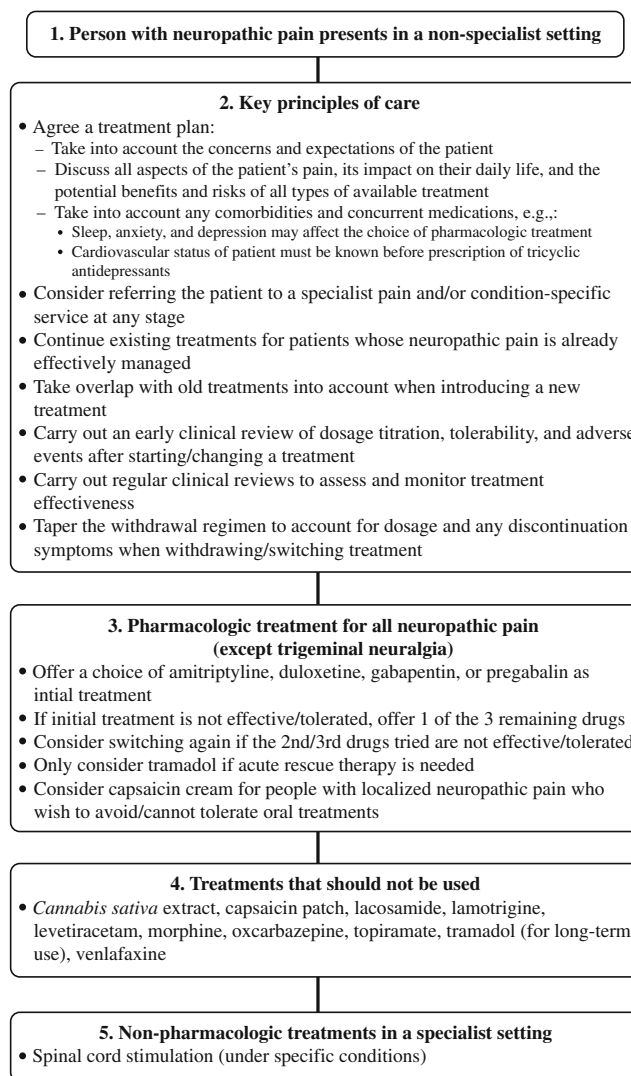 1. Person with neuropathic pain presents in a non-specialist setting
2. Key principles of care
• Agree a treatment plan:
– Take into account the concerns and expectations of the patient
– Discuss all aspects of the patient's pain, its impact on their daily life, and the
potential benefits and risks of all types of available treatment
– Take into account any comorbidities and concurrent medications, e.g.,:
• Sleep, anxiety, and depression may affect the choice of pharmacologic treatment
• Cardiovascular status of patient must be known before prescription of tricyclic
antidepressants
• Consider referring the patient to a specialist pain and/or condition-specific
service at any stage
• Continue existing treatments for patients whose neuropathic pain is already
effectively managed
• Take overlap with old treatments into account when introducing a new
treatment
• Carry out an early clinical review of dosage titration, tolerability, and adverse
events after starting/changing a treatment
• Carry out regular clinical reviews to assess and monitor treatment
effectiveness
• Taper the withdrawal regimen to account for dosage and any discontinuation
symptoms when withdrawing/switching treatment
3. Pharmacologic treatment for all neuropathic pain
(except trigeminal neuralgia)
• Offer a choice of amitriptyline, duloxetine, gabapentin, or pregabalin as
intial treatment
• If initial treatment is not effective/tolerated, offer 1 of the 3 remaining drugs
• Consider switching again if the 2nd/3rd drugs tried are not effective/tolerated
• Only consider tramadol if acute rescue therapy is needed
• Consider capsaicin cream for people with localized neuropathic pain who
wish to avoid/cannot tolerate oral treatments
4. Treatments that should not be used
• Cannabis sativa extract, capsaicin patch, lacosamide, lamotrigine,
levetiracetam, morphine, oxcarbazepine, topiramate, tramadol (for long-term
use), venlafaxine
5. Non-pharmacologic treatments in a specialist setting
• Spinal cord stimulation (under specific conditions)